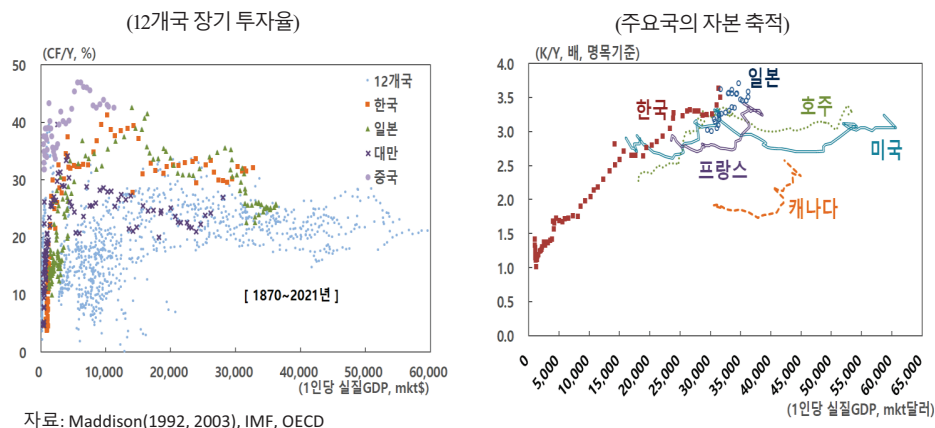 (12개국 장기 투자율)
(CF/Y, %)
50
40
30
20
10
0
12개국
한국
일본
대만
중국
[ 1870~2021년 ]
0
10,000
20,000
30,000
40,000
50,000
60,000
(1인당 실질GDP, mkt$)
(주요국의 자본 축적)
(K/Y, 배, 명목기준)
4.0
3.5
3.0
2.5
2.0
1.5
1.0
0.5
0.0
일본
한국
호주
프랑스
미국
캐나다
0
5,000
10,000
15,000
20,000
25,000
30,000
35,000
40,000
45,000
50,000
55,000
60,000
65,000
(1인당 실질GDP, mkt달러)
자료: Maddison(1992, 2003), IMF, OECD